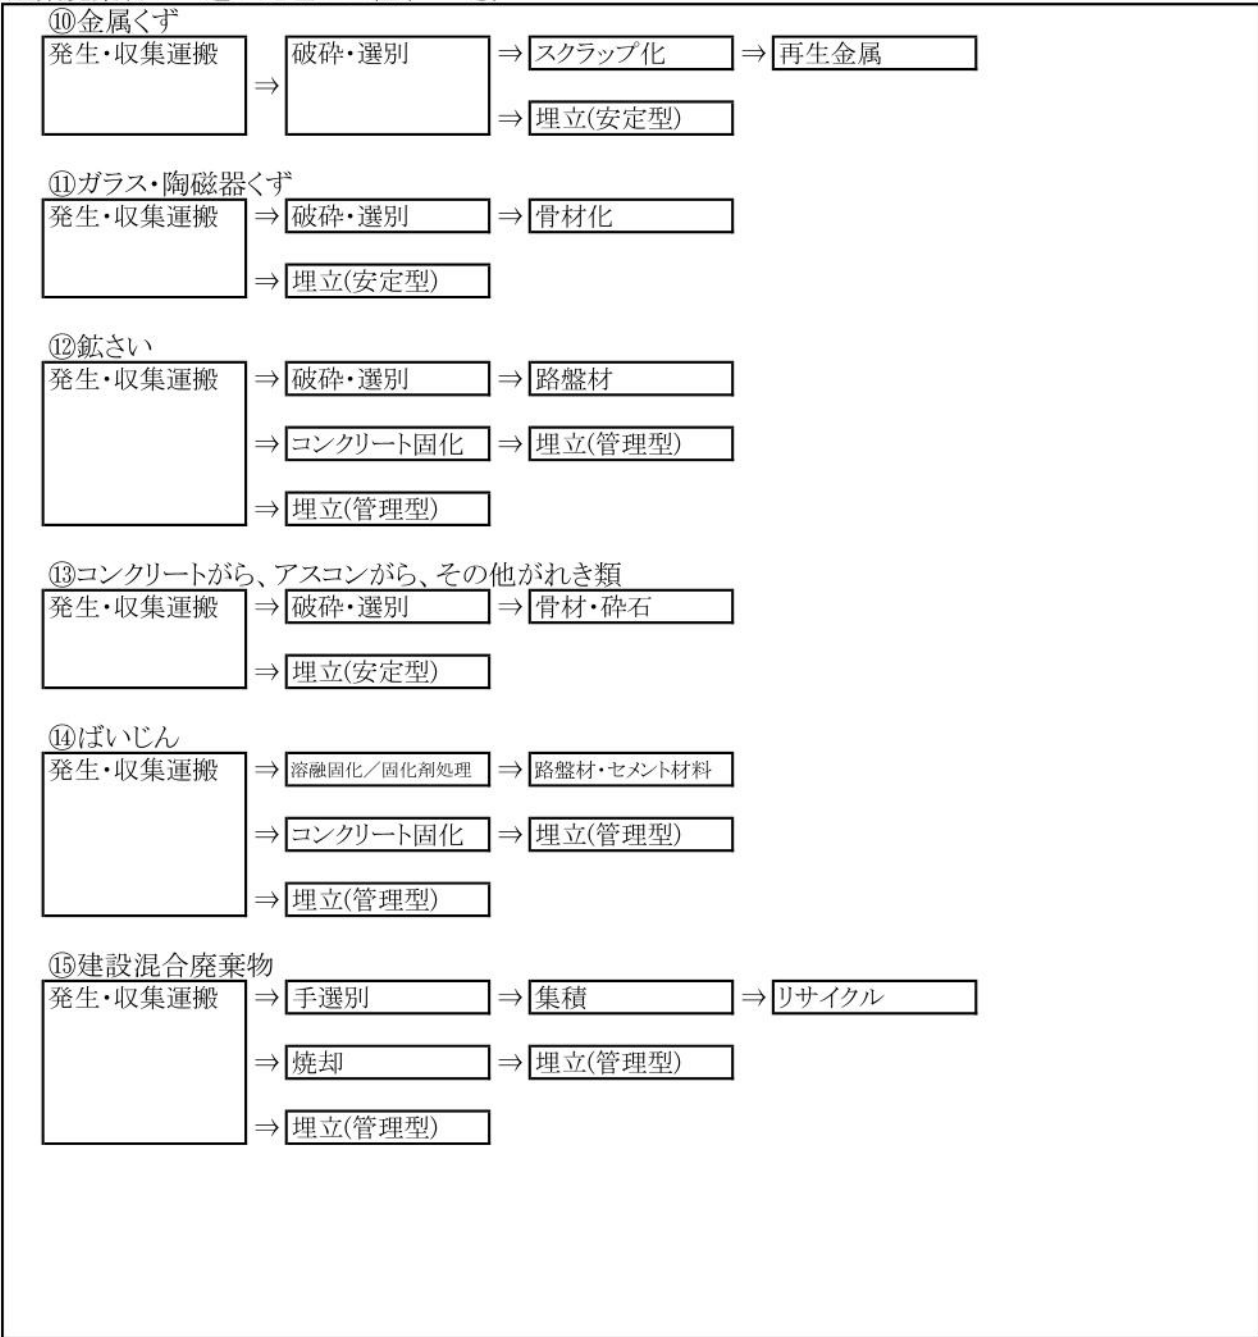 ⑩金属くず
発生・収集運搬 ⇒ 破砕・選別 ⇒ スクラップ化 ⇒ 再生金属
⇒ 埋立(安定型)
⑪ガラス・陶磁器くず
発生・収集運搬 ⇒ 破砕・選別 ⇒ 骨材化
⇒ 埋立(安定型)
⑫鉱さい
発生・収集運搬 ⇒ 破砕・選別 ⇒ 路盤材
⇒ コンクリート固化 ⇒ 埋立(管理型)
⇒ 埋立(管理型)
⑬コンクリートがら、アスコンがら、その他がれき類
発生・収集運搬 ⇒ 破砕・選別 ⇒ 骨材・砕石
⇒ 埋立(安定型)
⑭ばいじん
発生・収集運搬 ⇒ 溶融固化／固化剤処理 ⇒ 路盤材・セメント材料
⇒ コンクリート固化 ⇒ 埋立(管理型)
⇒ 埋立(管理型)
⑮建設混合廃棄物
発生・収集運搬 ⇒ 手選別 ⇒ 集積 ⇒ リサイクル
⇒ 焼却 ⇒ 埋立(管理型)
⇒ 埋立(管理型)